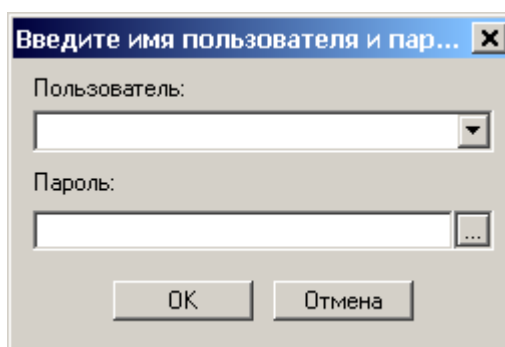 Введите имя пользователя и пар...
Пользователь:
Пароль:
...
OK
Отмена